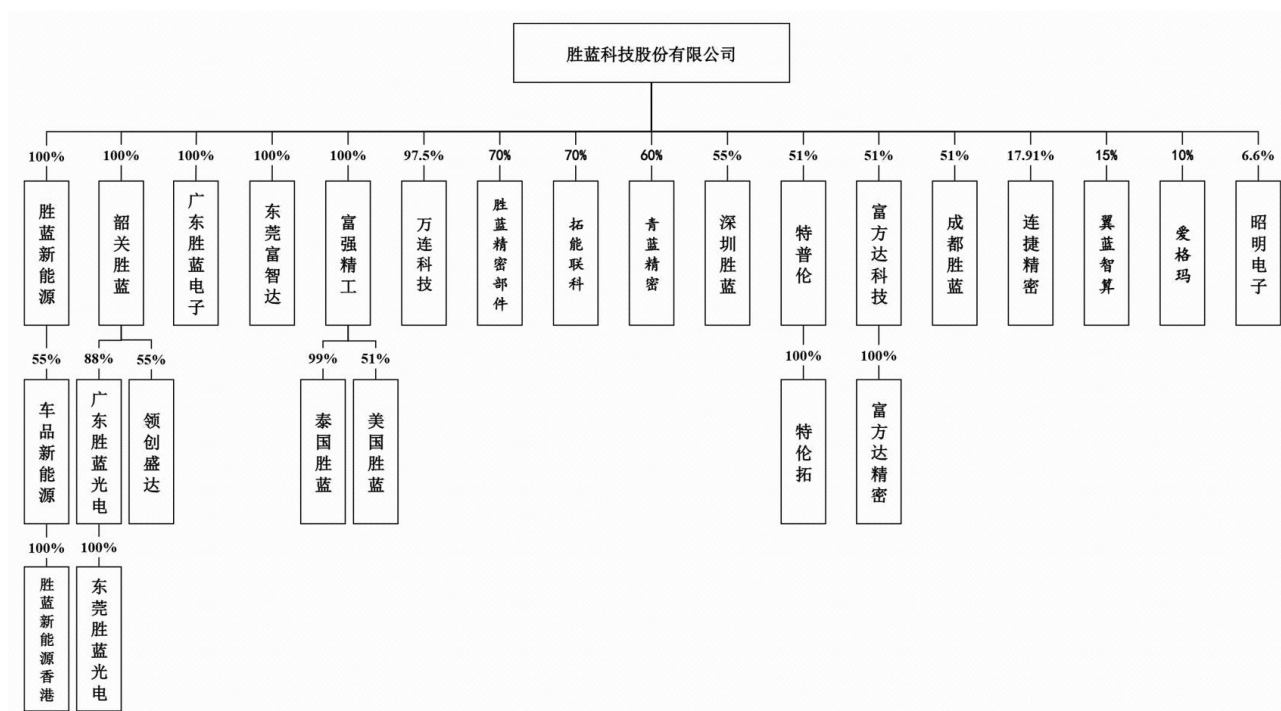 胜蓝科技股份有限公司
100% 100% 100% 100% 100% 97.5% 70% 70% 60% 55% 51% 51% 51% 17.91% 15% 10% 6.6%
胜蓝新能源
韶关胜蓝
广东胜蓝电子
东莞富智达
富强精工
万连科技
胜蓝精密部件
拓能联科
青蓝精密
深圳胜蓝
特普伦
富方达科技
成都胜蓝
连捷精密
翼蓝智算
爱格玛
昭明电子
55% 88% 55% 99% 51% 100% 100%
车品新能源
广东胜蓝光电
领创盛达
泰国胜蓝
美国胜蓝
特伦拓
富方达精密
100% 100%
胜蓝新能源香港
东莞胜蓝光电